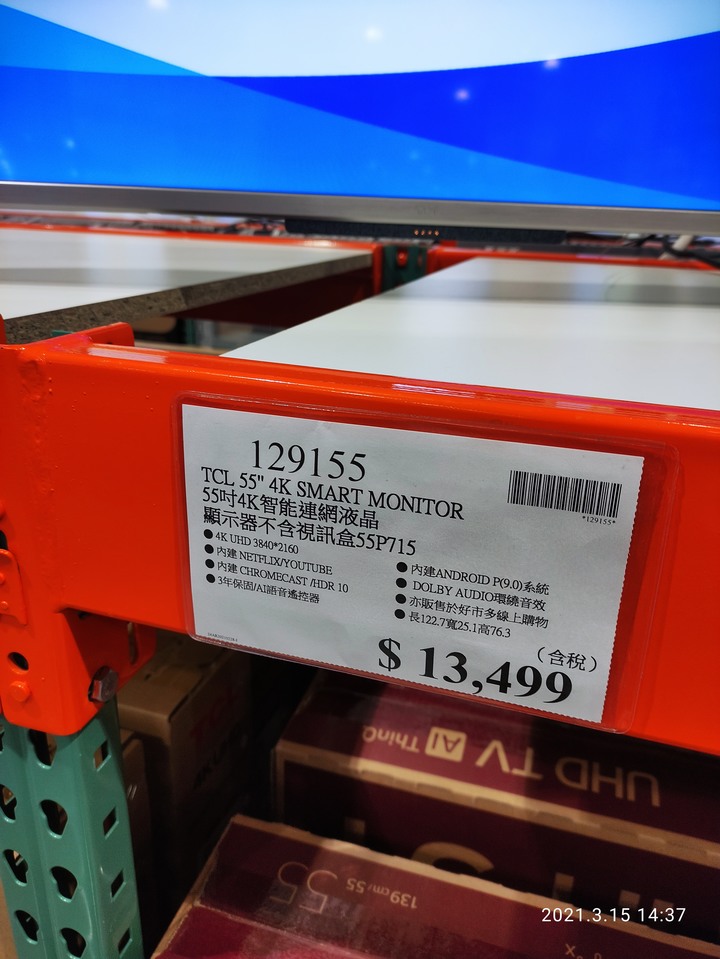 129155
TCL 55" 4K SMART MONITOR
55吋4K智能連網液晶
顯示器不含視訊盒55P715
*129155*
● 4K UHD 3840*2160
● 內建 NETFLIX/YOUTUBE
● 內建 CHROMECAST /HDR 10
● 3年保固/AI語音遙控器
● 內建ANDROID P(9.0)系統
● DOLBY AUDIO環繞音效
● 亦販售於好市多線上購物
● 長122.7寬25.1高76.3
(含稅)
$ 13,499
UHD TV AI ThinQ
139cm/55
55
2021.3.15 14:37